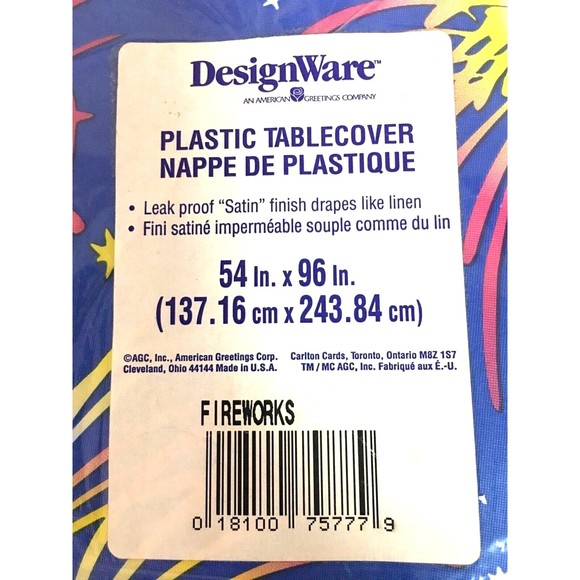 DesignWare™
AN AMERICAN GREETINGS COMPANY
PLASTIC TABLECOVER
NAPPE DE PLASTIQUE
• Leak proof “Satin” finish drapes like linen
• Fini satiné imperméable souple comme du lin
54 In. x 96 In.
(137.16 cm x 243.84 cm)
©AGC, Inc., American Greetings Corp.
Cleveland, Ohio 44144 Made in U.S.A.
Carlton Cards, Toronto, Ontario M8Z 1S7
TM / MC AGC, Inc. Fabriqué aux É.-U.
FIREWORKS
0 18100 75777 9